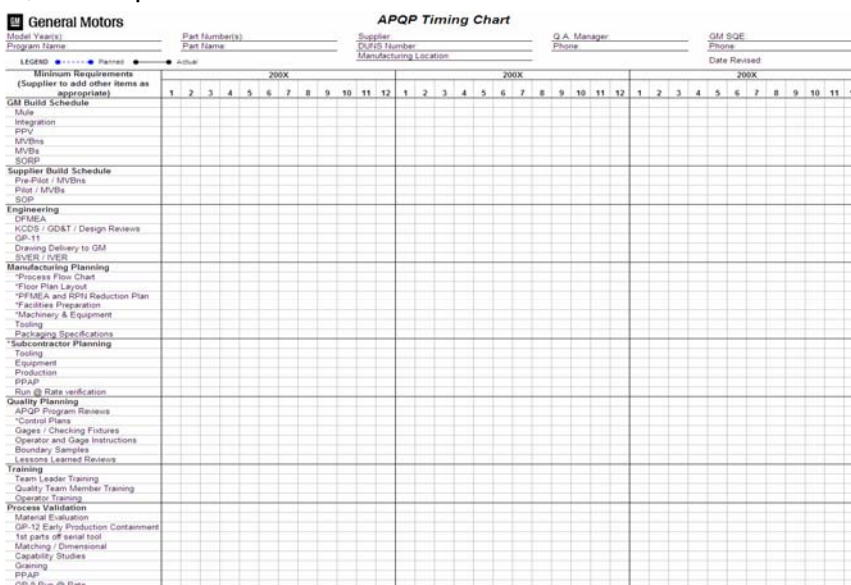 GM General Motors
APQP Timing Chart
Model Year(s): Part Number(s): Supplier: Q.A. Manager: GM SQE:
Program Name: Part Name: DUNS Number: Phone: Phone:
Manufacturing Location
Date Revised:
LEGEND Planned Actual
Minimum Requirements
(Supplier to add other items as
appropriate)
200X 200X 200X
1 2 3 4 5 6 7 8 9 10 11 12 1 2 3 4 5 6 7 8 9 10 11 12 1 2 3 4 5 6 7 8 9 10 11
GM Build Schedule
Mule
Integration
PPV
MVBns
MVBs
SORP
Supplier Build Schedule
Pre-Pilot / MVBns
Pilot / MVBs
SOP
Engineering
DFMEA
KCDS / GD&T / Design Reviews
GP-11
Drawing Delivery to GM
SVER / IVER
Manufacturing Planning
*Process Flow Chart
*Floor Plan Layout
*PFMEA and RPN Reduction Plan
*Facilities Preparation
*Machinery & Equipment
Tooling
Packaging Specifications
*Subcontractor Planning
Tooling
Equipment
Production
PPAP
Run @ Rate verification
Quality Planning
APQP Program Reviews
*Control Plans
Gages / Checking Fixtures
Operator and Gage Instructions
Boundary Samples
Lessons Learned Reviews
Training
Team Leader Training
Quality Team Member Training
Operator Training
Process Validation
Material Evaluation
GP-12 Early Production Containment
1st parts off serial tool
Matching / Dimensional
Capability Studies
Graining
PPAP